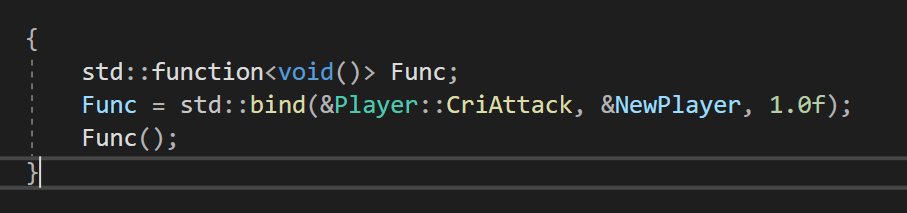 {
std::function<void()> Func;
Func = std::bind(&Player::CriAttack, &NewPlayer, 1.0f);
Func();
}